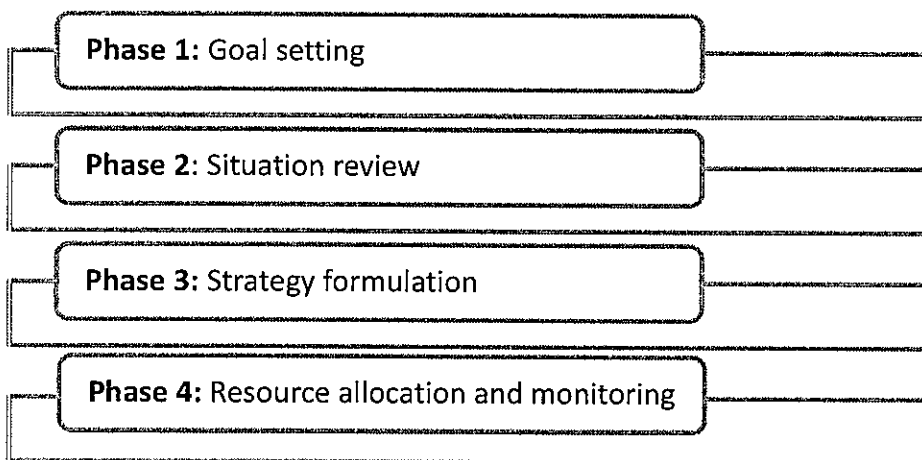 Phase 1: Goal setting
Phase 2: Situation review
Phase 3: Strategy formulation
Phase 4: Resource allocation and monitoring